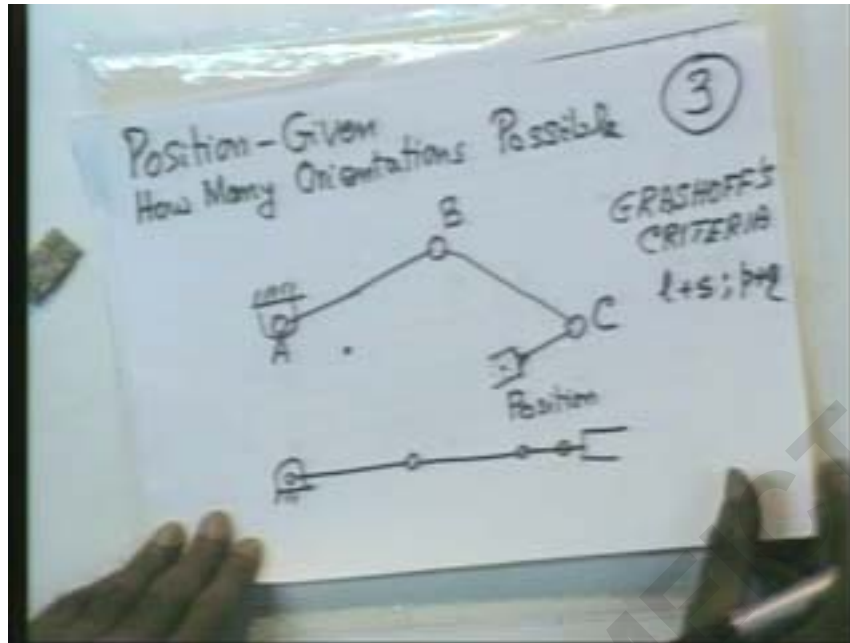 Position - Given
How Many Orientations Possible
3
GRASHOFF'S
CRITERIA
l+s ; p+q
B
A
C
Position